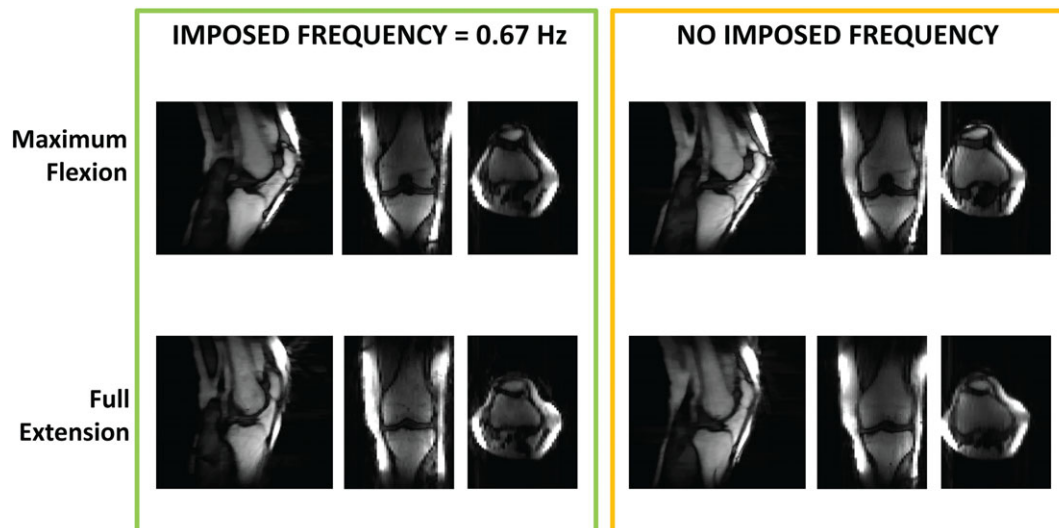 IMPOSED FREQUENCY = 0.67 Hz
NO IMPOSED FREQUENCY
Maximum
Flexion
Full
Extension